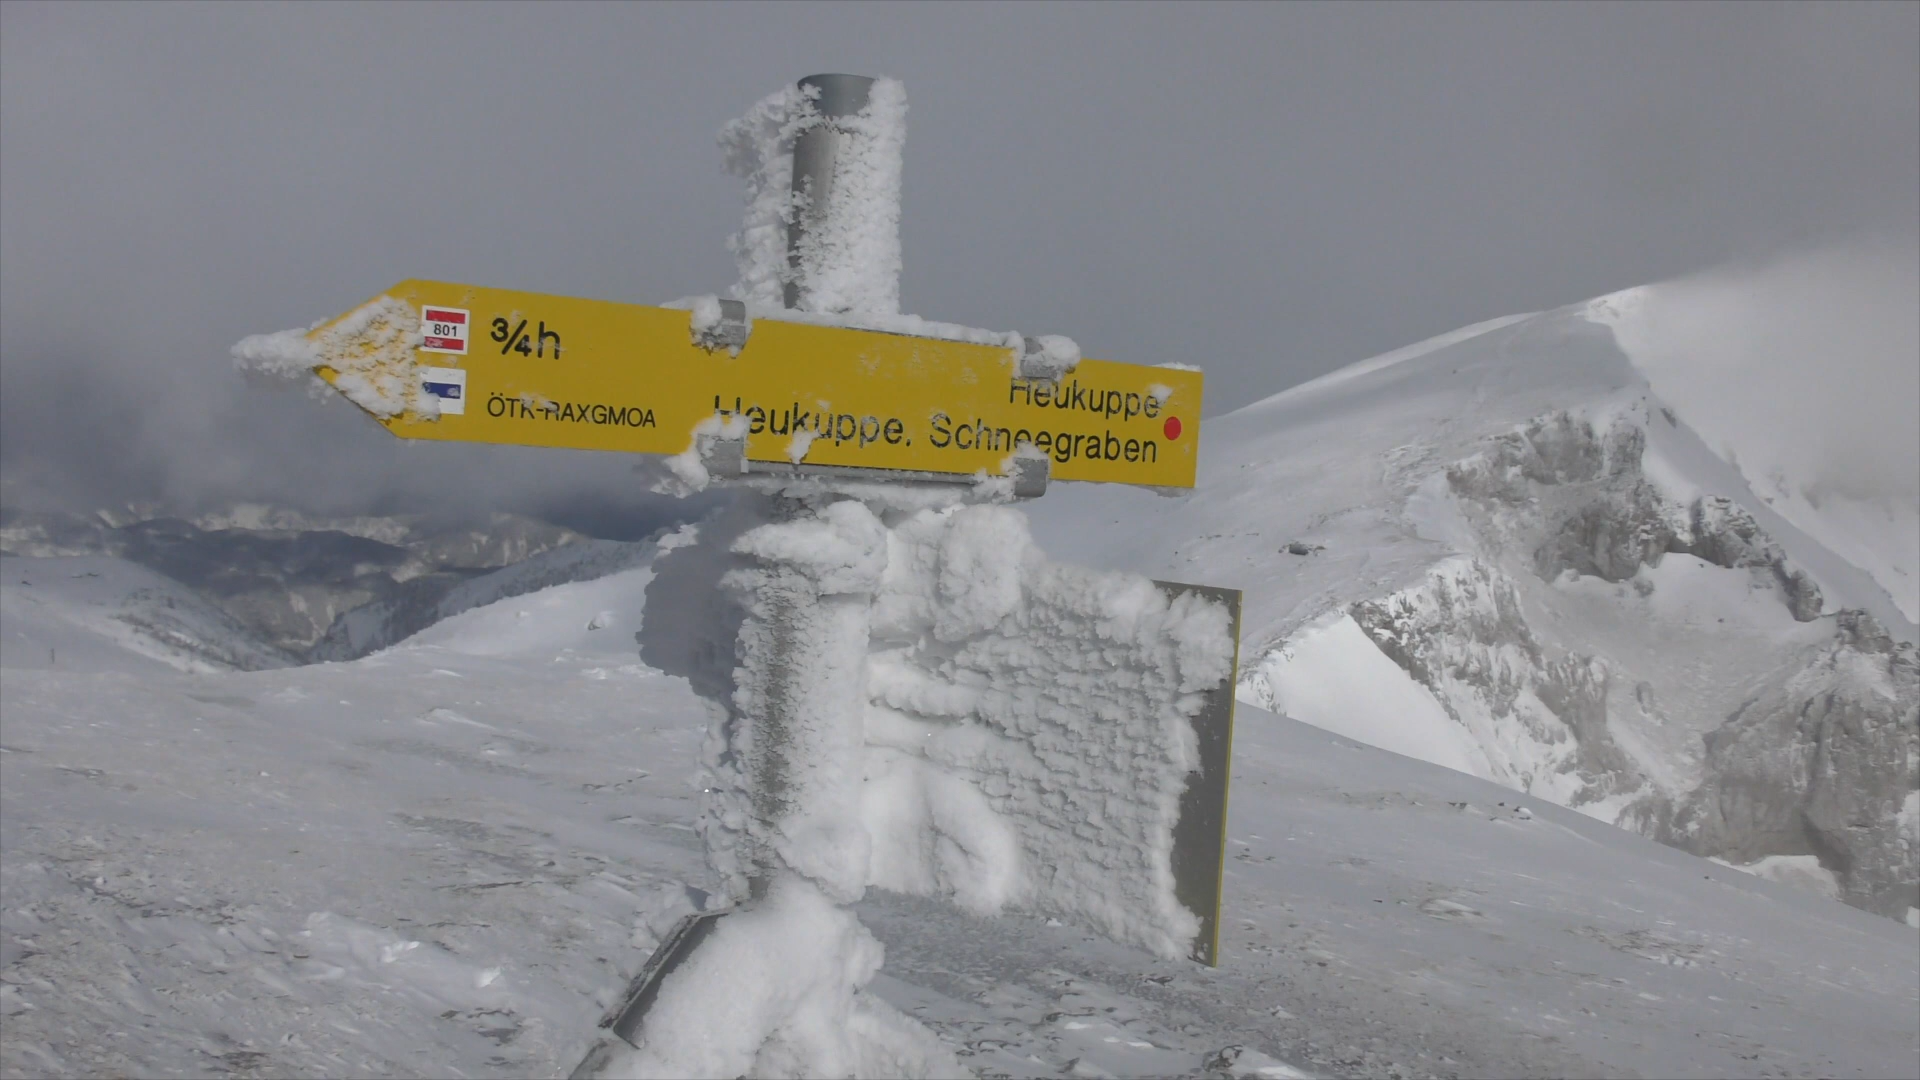 801
¾h
ÖTK-RAXGMOA
Heukuppe
Heukuppe, Schneegraben